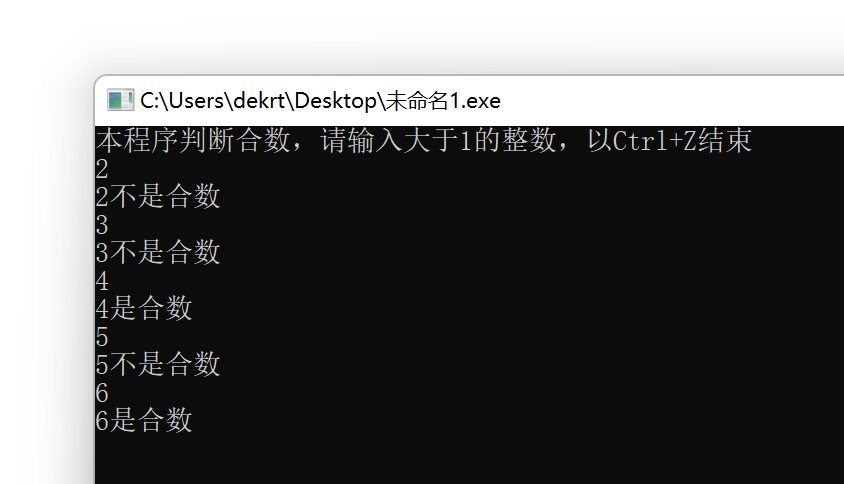 C:\Users\dekrt\Desktop\未命名1.exe
本程序判断合数，请输入大于1的整数，以Ctrl+Z结束
2
2不是合数
3
3不是合数
4
4是合数
5
5不是合数
6
6是合数